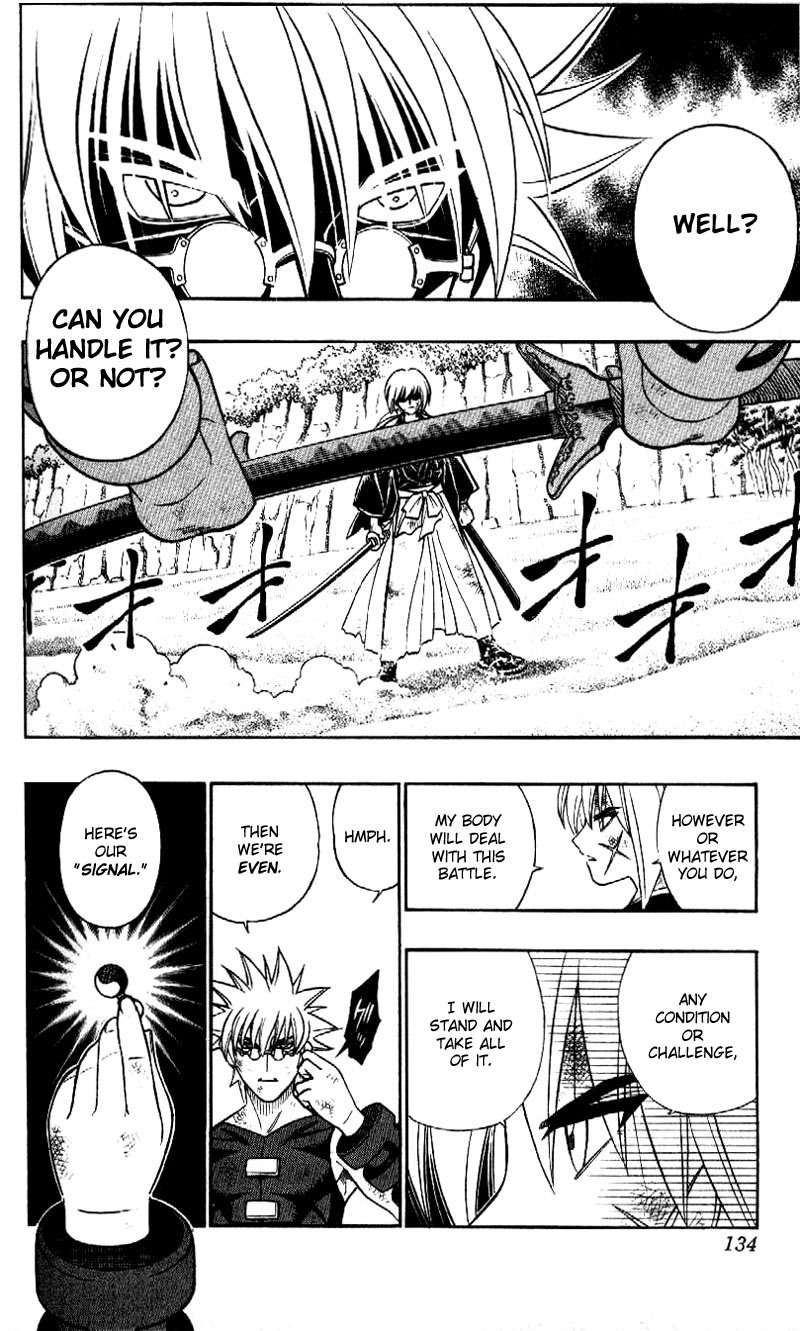 WELL?
CAN YOU
HANDLE IT?
OR NOT?
オ オ オ オ オ
HOWEVER
OR
WHATEVER
YOU DO,
MY BODY
WILL DEAL
WITH THIS
BATTLE.
ANY
CONDITION
OR
CHALLENGE,
I WILL
STAND AND
TAKE ALL
OF IT.
HMPH.
THEN
WE'RE
EVEN.
HERE'S
OUR
"SIGNAL."
134